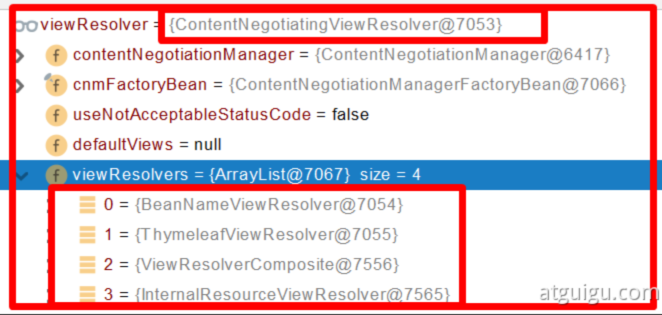 viewResolver = {ContentNegotiatingViewResolver@7053}
f contentNegotiationManager = {ContentNegotiationManager@6417}
f cnmFactoryBean = {ContentNegotiationManagerFactoryBean@7066}
f useNotAcceptableStatusCode = false
f defaultViews = null
f viewResolvers = {ArrayList@7067} size = 4
0 = {BeanNameViewResolver@7054}
1 = {ThymeleafViewResolver@7055}
2 = {ViewResolverComposite@7556}
3 = {InternalResourceViewResolver@7565}
atguigu.com